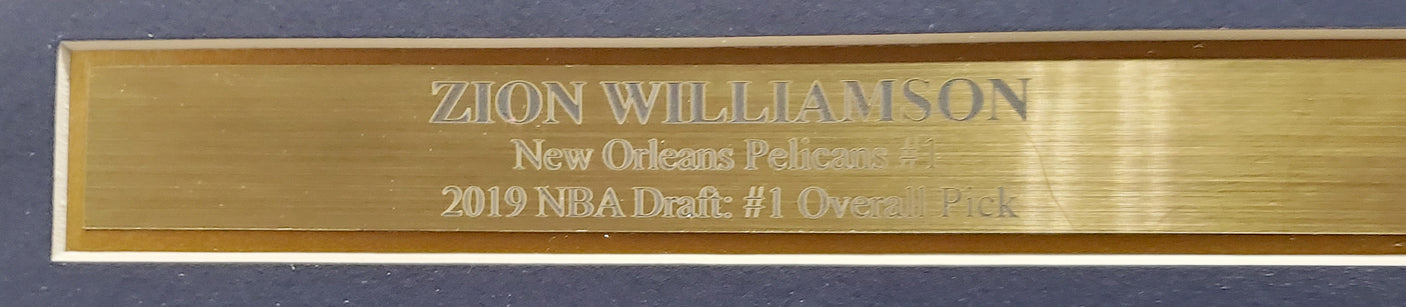 ZION WILLIAMSON
New Orleans Pelicans #1
2019 NBA Draft: #1 Overall Pick